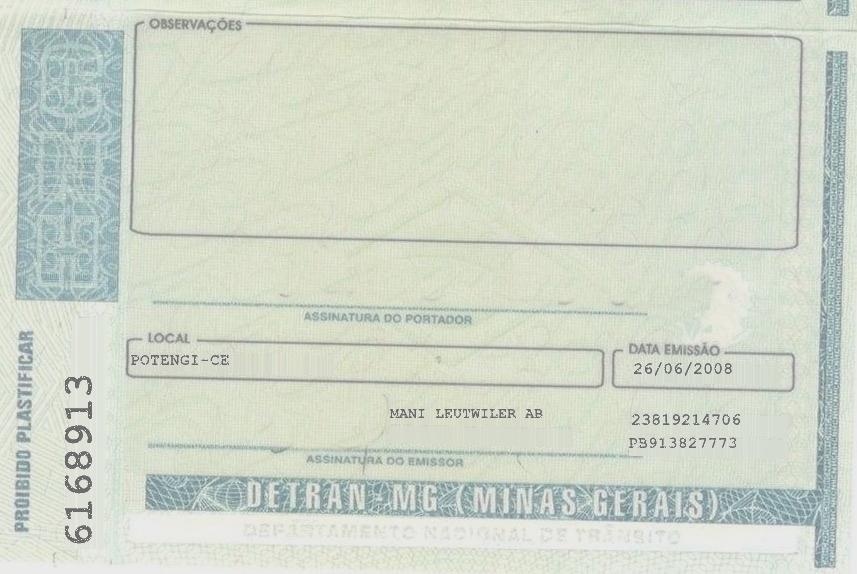 OBSERVAÇÕES
ASSINATURA DO PORTADOR
LOCAL
POTENGI-CE
DATA EMISSÃO
26/06/2008
MANI LEUTWILER AB
23819214706
PB913827773
ASSINATURA DO EMISSOR
DETRAN-MG (MINAS GERAIS)
DEPARTAMENTO NACIONAL DE TRÂNSITO
PROIBIDO PLASTIFICAR
6168913